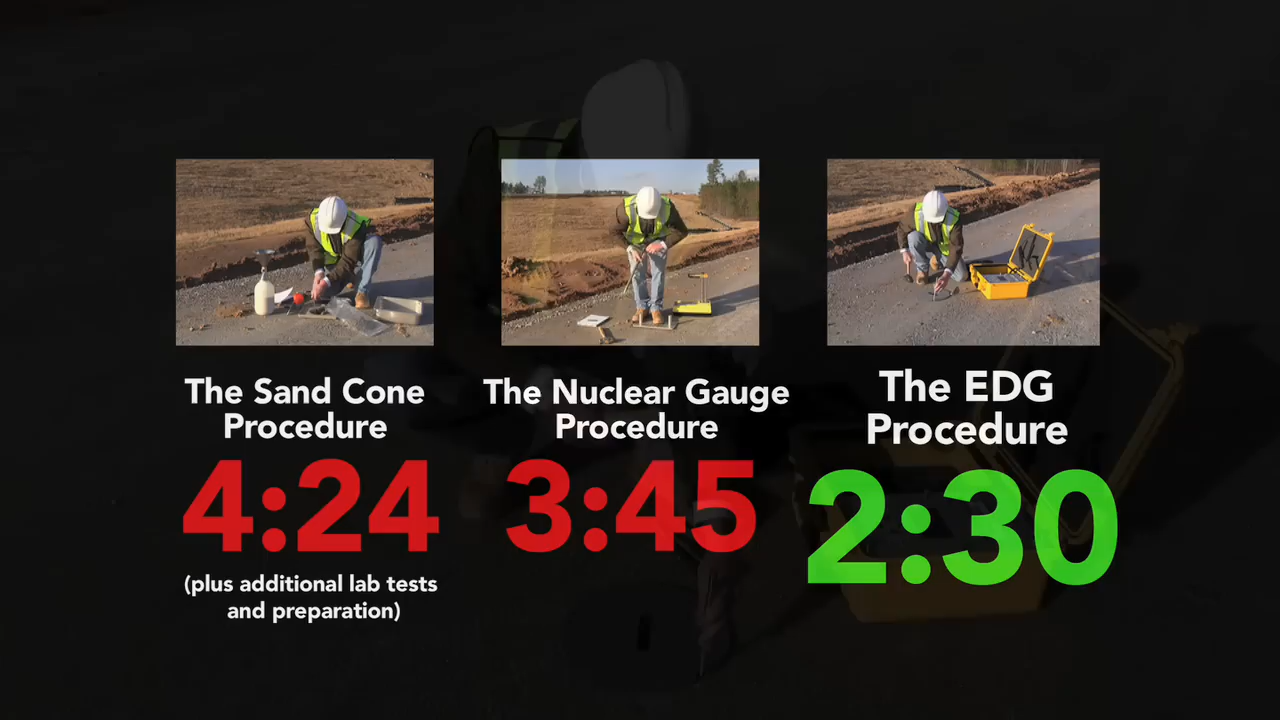 The Sand Cone
Procedure
4:24
(plus additional lab tests
and preparation)
The Nuclear Gauge
Procedure
3:45
The EDG
Procedure
2:30